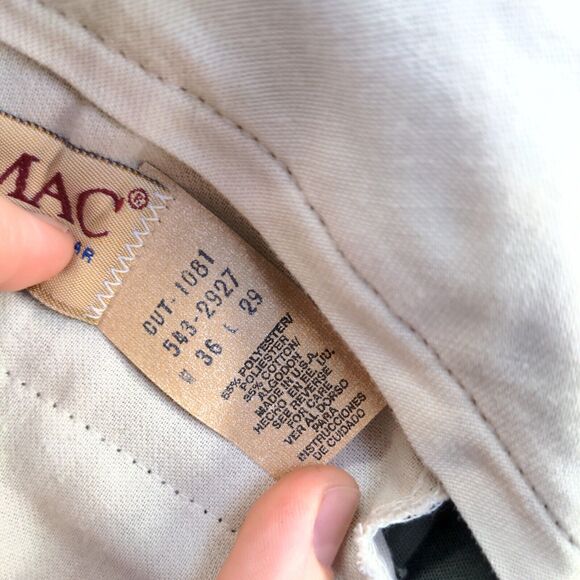 MAC®
AR
CUT-1081
543-2927
W 36 L 29
65% POLYESTER/
POLIESTER
35% COTTON/
ALGODON
MADE IN U.S.A.
HECHO EN EE.UU.
SEE REVERSE
FOR CARE
VER AL DORSO
PARA
INSTRUCCIONES
DE CUIDADO